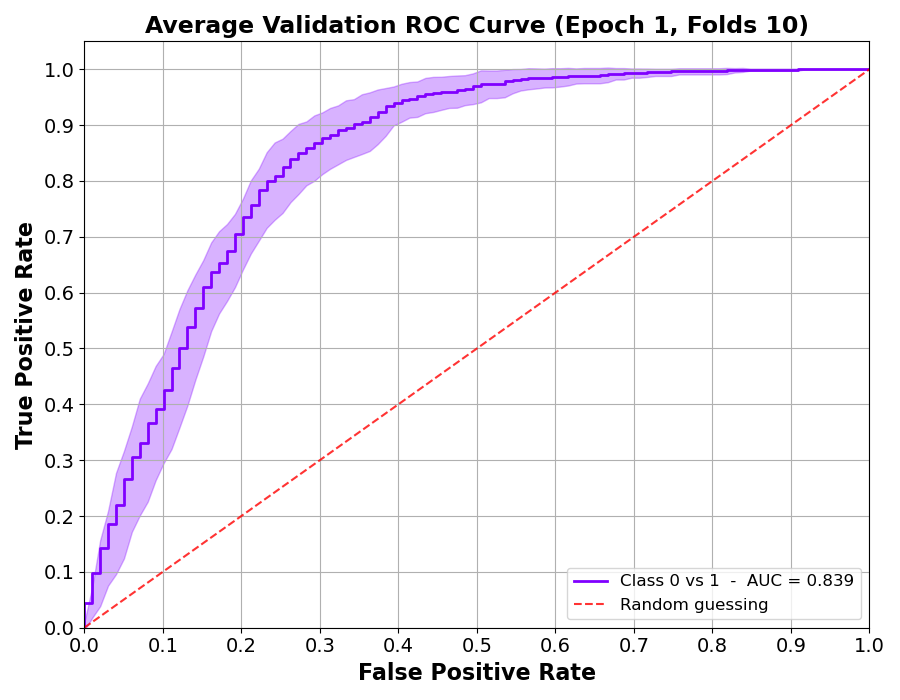 Average Validation ROC Curve (Epoch 1, Folds 10)
True Positive Rate
1.0
0.9
0.8
0.7
0.6
0.5
0.4
0.3
0.2
0.1
0.0
Class 0 vs 1 - AUC = 0.839
Random guessing
0.0 0.1 0.2 0.3 0.4 0.5 0.6 0.7 0.8 0.9 1.0
False Positive Rate